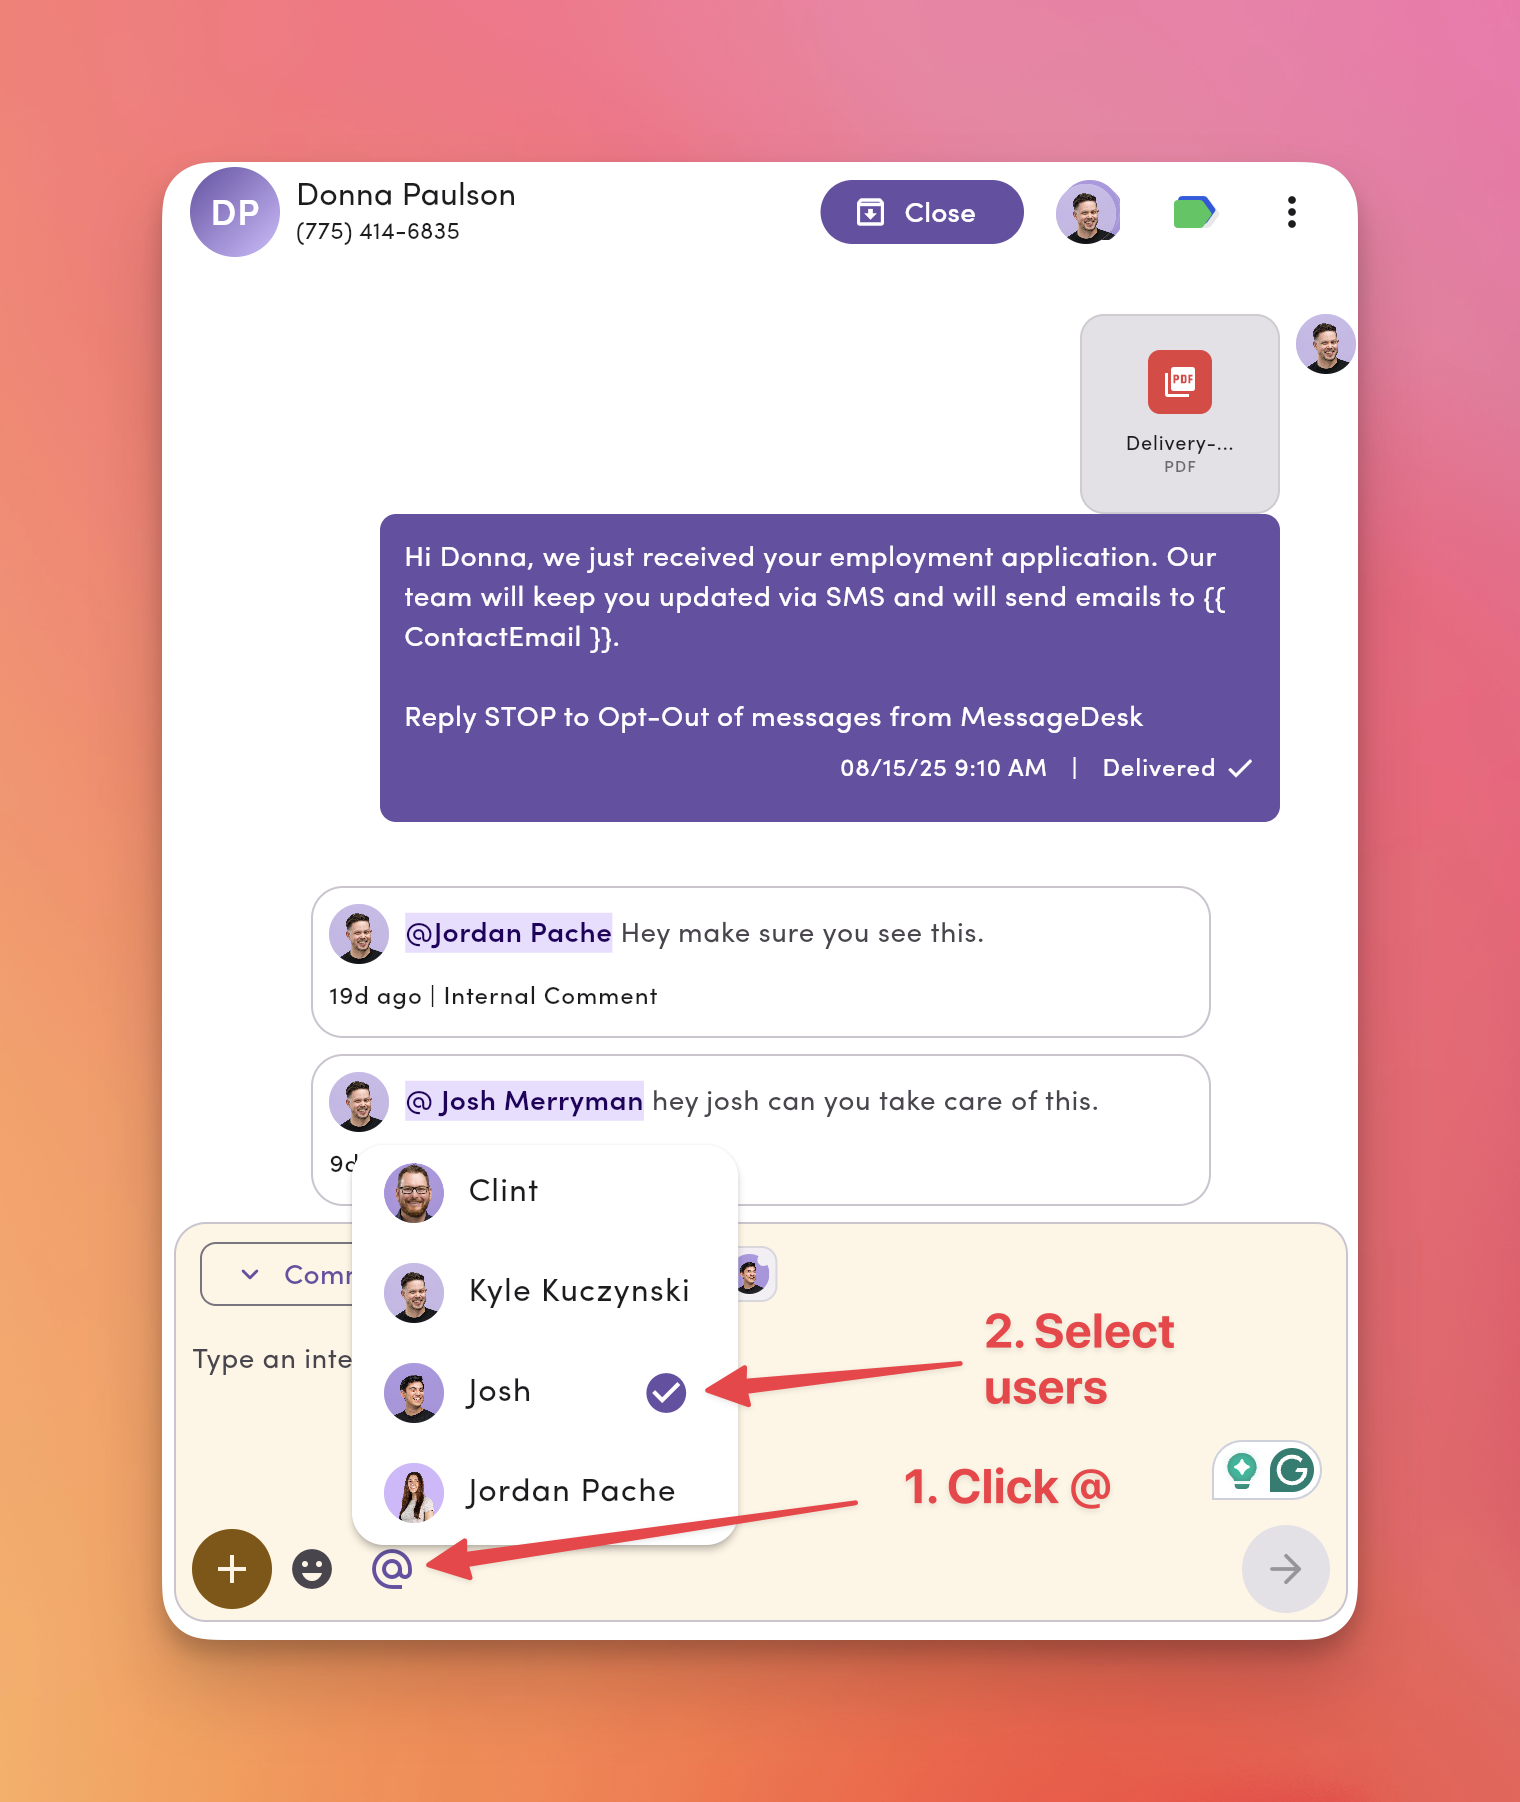 DP
Donna Paulson
(775) 414-6835
Close
PDF
Delivery-...
PDF
Hi Donna, we just received your employment application. Our
team will keep you updated via SMS and will send emails to {{
ContactEmail }}.
Reply STOP to Opt-Out of messages from MessageDesk
08/15/25 9:10 AM | Delivered
@Jordan Pache Hey make sure you see this.
19d ago | Internal Comment
@ Josh Merryman hey josh can you take care of this.
9d
Clint
Comm
Kyle Kuczynski
2. Select
users
Type an inte
Josh
1. Click @
Jordan Pache
@